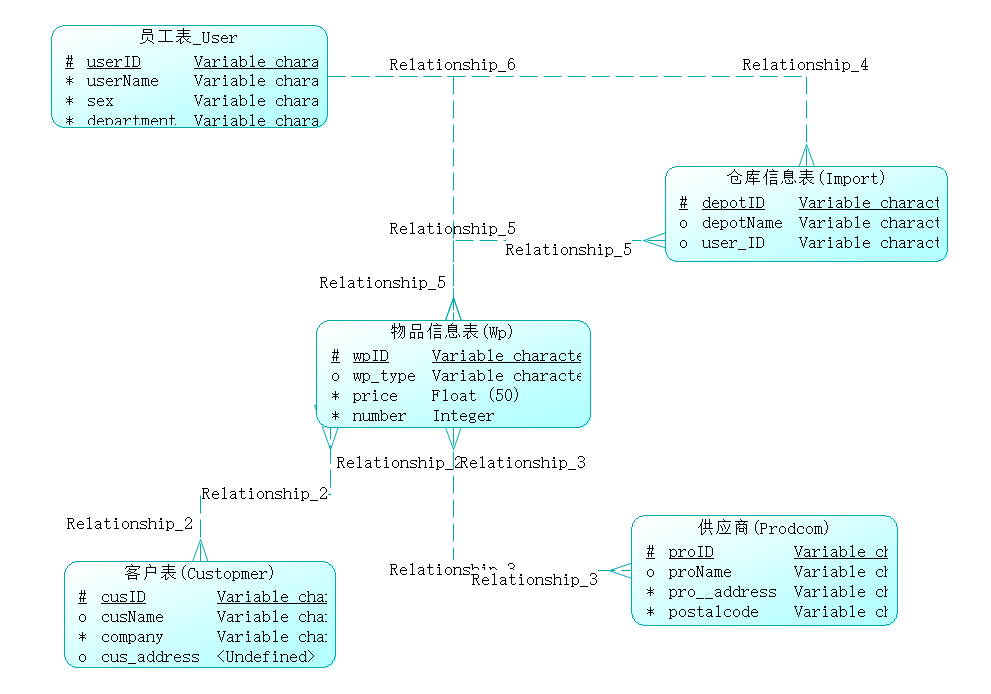 员工表_User
# userID Variable chara
* userName Variable chara
* sex Variable chara
* department Variable chara
Relationship_6
Relationship_4
仓库信息表(Import)
# depotID Variable charact
o depotName Variable charact
o user_ID Variable charact
Relationship_5
Relationship_5
Relationship_5
物品信息表(Wp)
# wpID Variable characte
o wp_type Variable characte
* price Float (50)
* number Integer
Relationship_2
Relationship_3
Relationship_2
Relationship_2
供应商(Prodcom)
# proID Variable ch
o proName Variable ch
* pro__address Variable ch
* postalcode Variable ch
Relationship_3
Relationship_3
客户表(Custopmer)
# cusID Variable cha
o cusName Variable cha
* company Variable cha
o cus_address <Undefined>